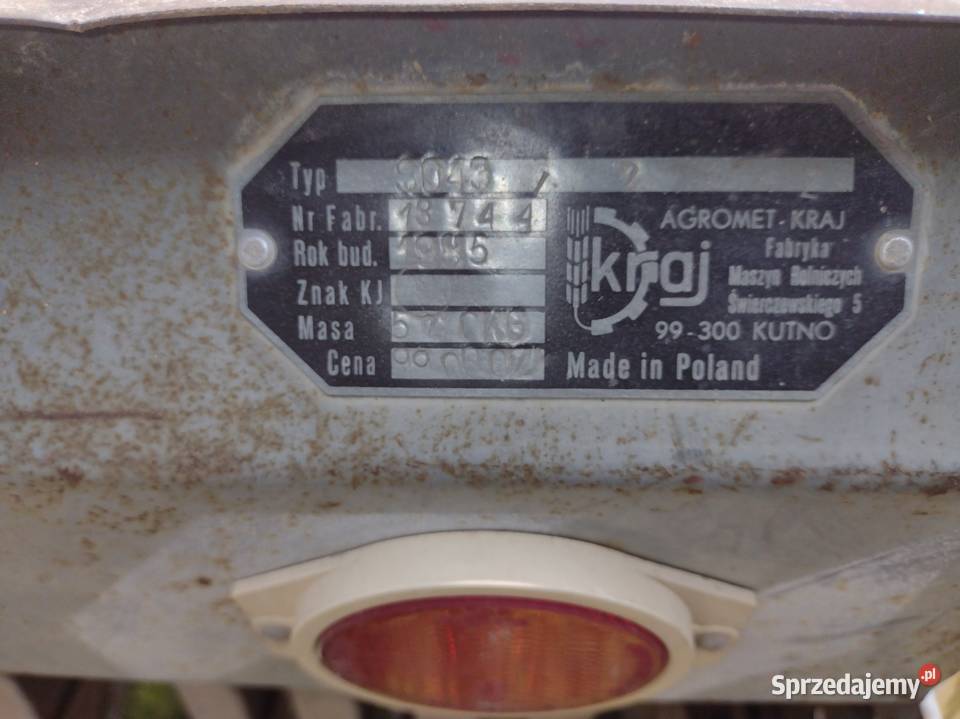 Typ
Nr Fabr. 13744
Rok bud.
Znak KJ
Masa KG
Cena
kraj
AGROMET-KRAJ
Fabryka
Maszyn Rolniczych
Świerczewskiego 5
99-300 KUTNO
Made in Poland
Sprzedajemy.pl